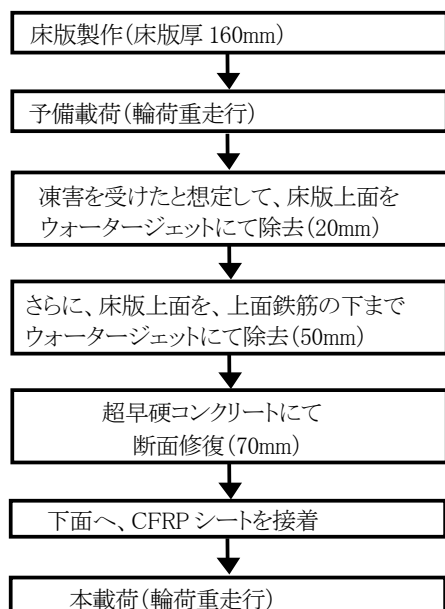 床版製作(床版厚 160mm)
予備載荷(輪荷重走行)
凍害を受けたと想定して、床版上面を
ウォータージェットにて除去(20mm)
さらに、床版上面を、上面鉄筋の下まで
ウォータージェットにて除去(50mm)
超早硬コンクリートにて
断面修復(70mm)
下面へ、CFRP シートを接着
本載荷(輪荷重走行)